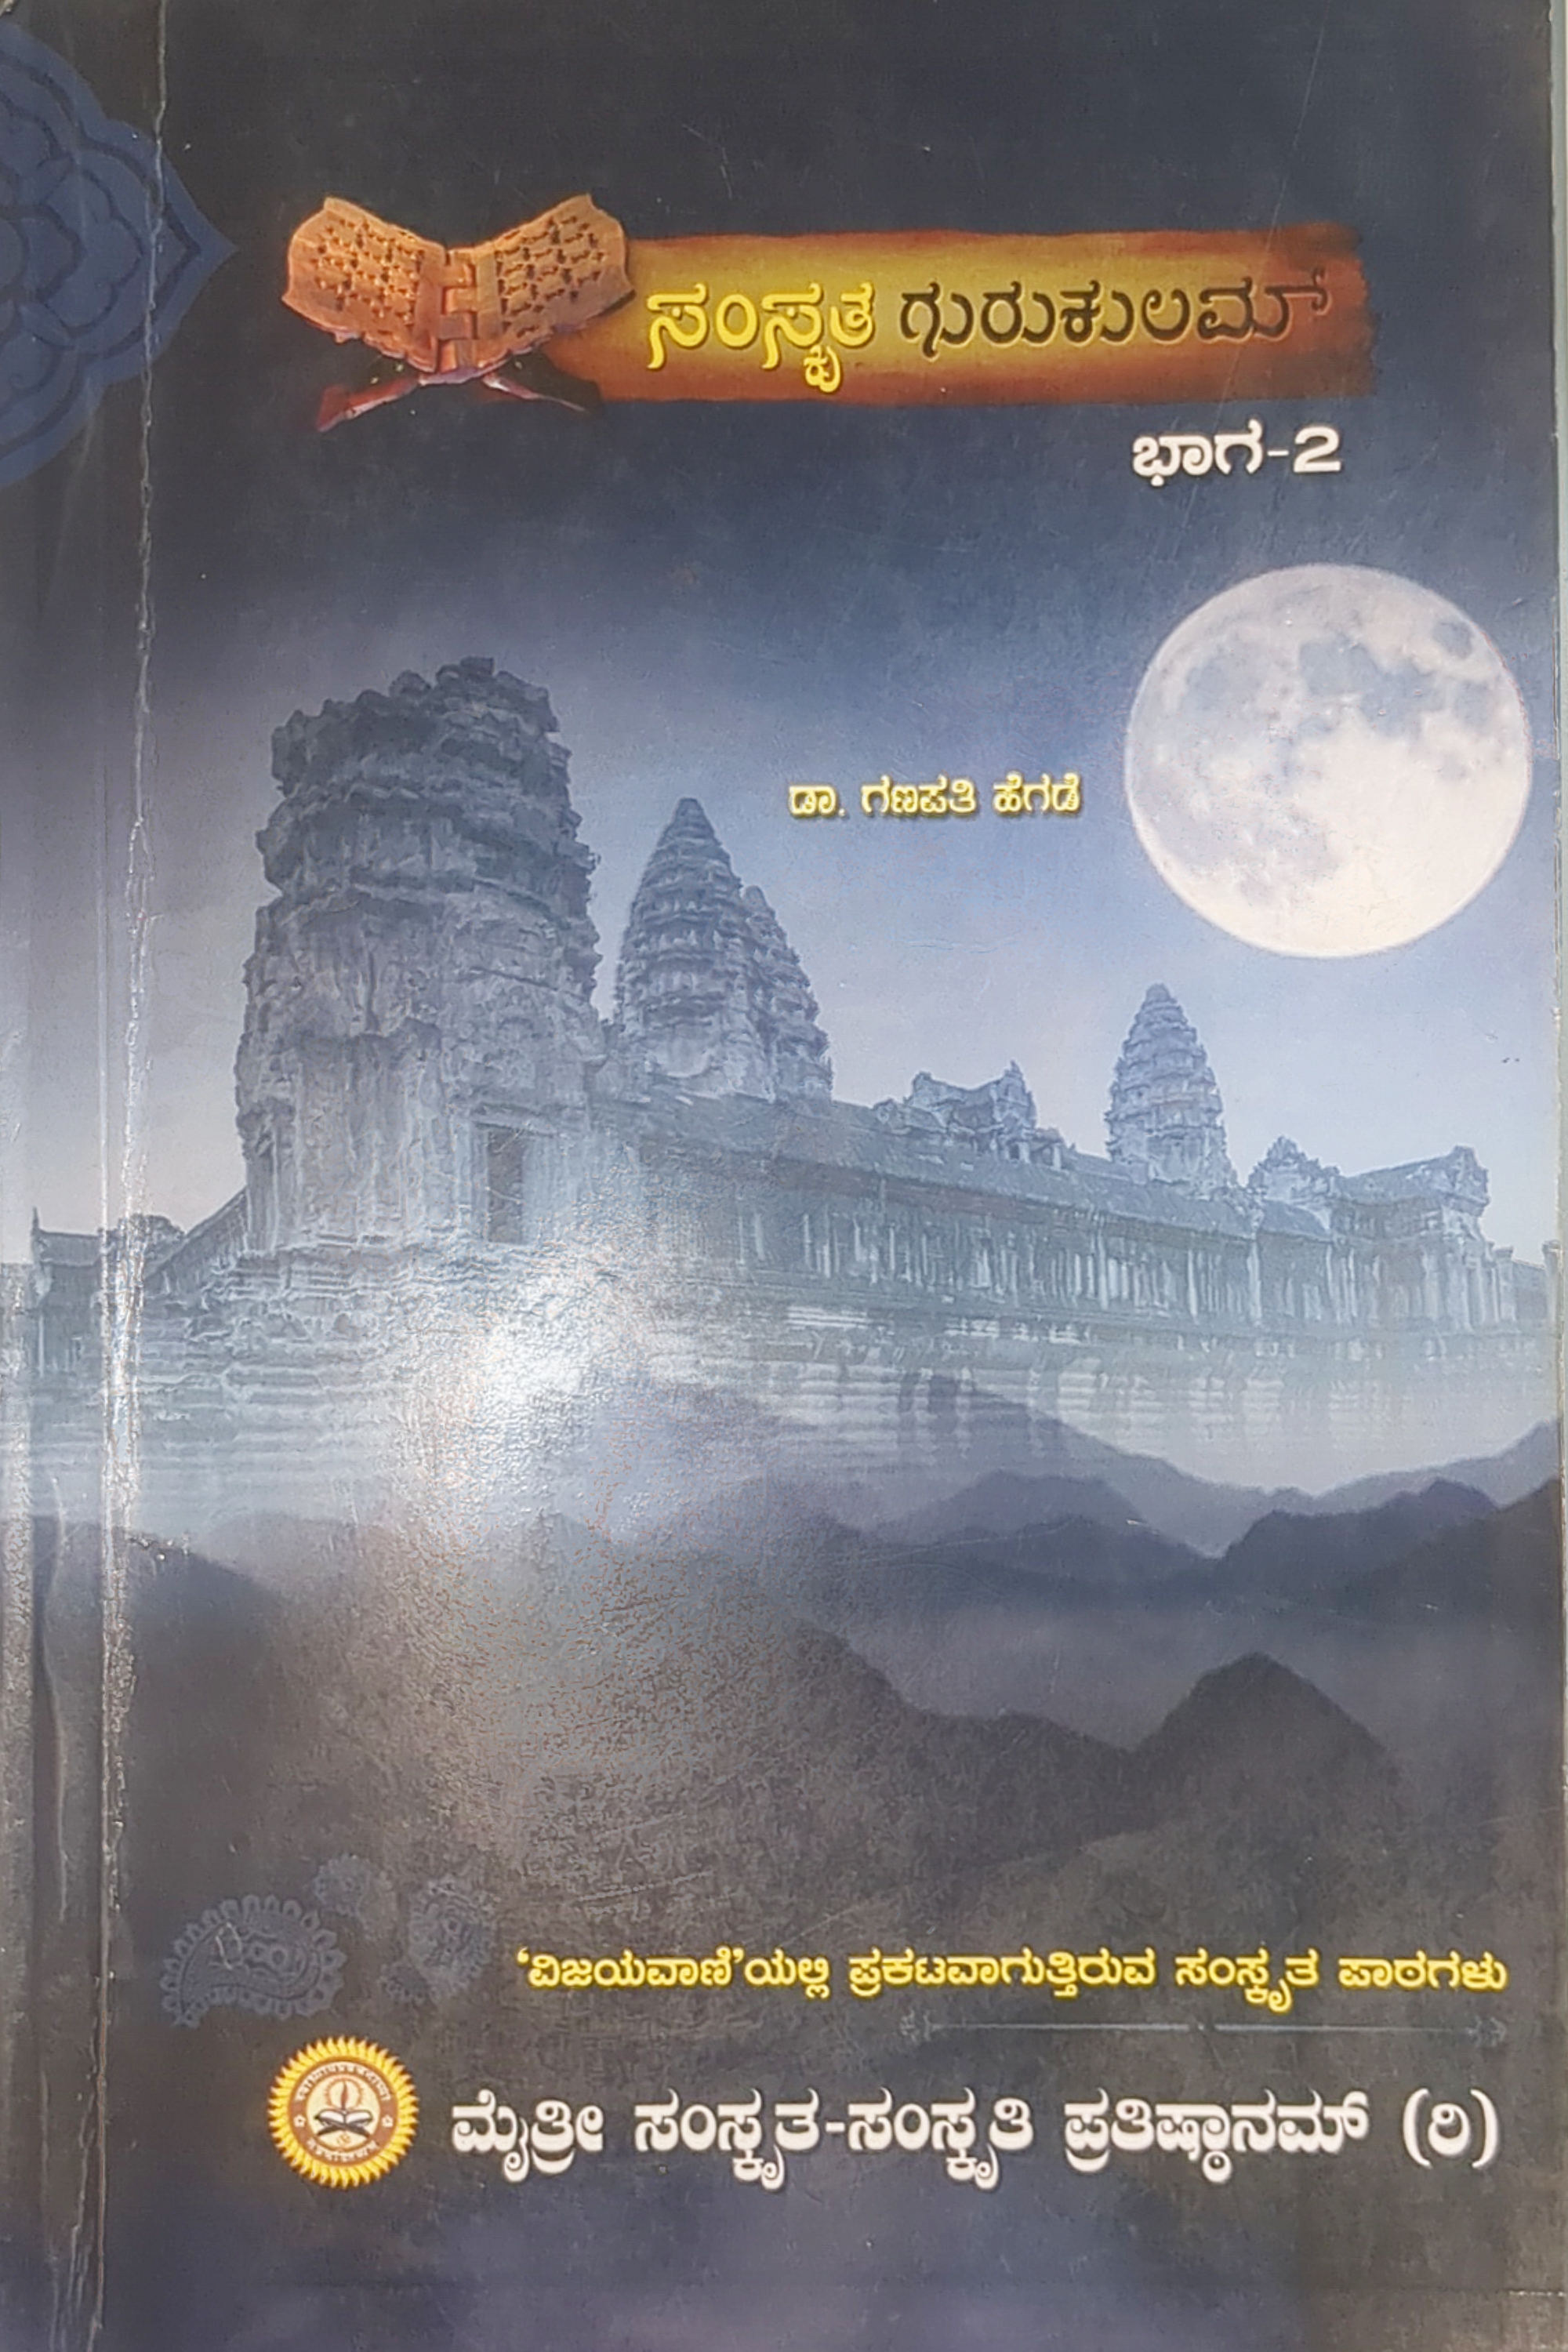 ಸಂಸ್ಕೃತ ಗುರುಕುಲಮ್
ಭಾಗ-2
ಡಾ. ಗಣಪತಿ ಹೆಗಡೆ
‘ವಿಜಯವಾಣಿ’ಯಲ್ಲಿ ಪ್ರಕಟವಾಗುತ್ತಿರುವ ಸಂಸ್ಕೃತ ಪಾಠಗಳು
ಮೈತ್ರೀ ಸಂಸ್ಕೃತ-ಸಂಸ್ಕೃತಿ ಪ್ರತಿಷ್ಠಾನಮ್ (ರಿ)